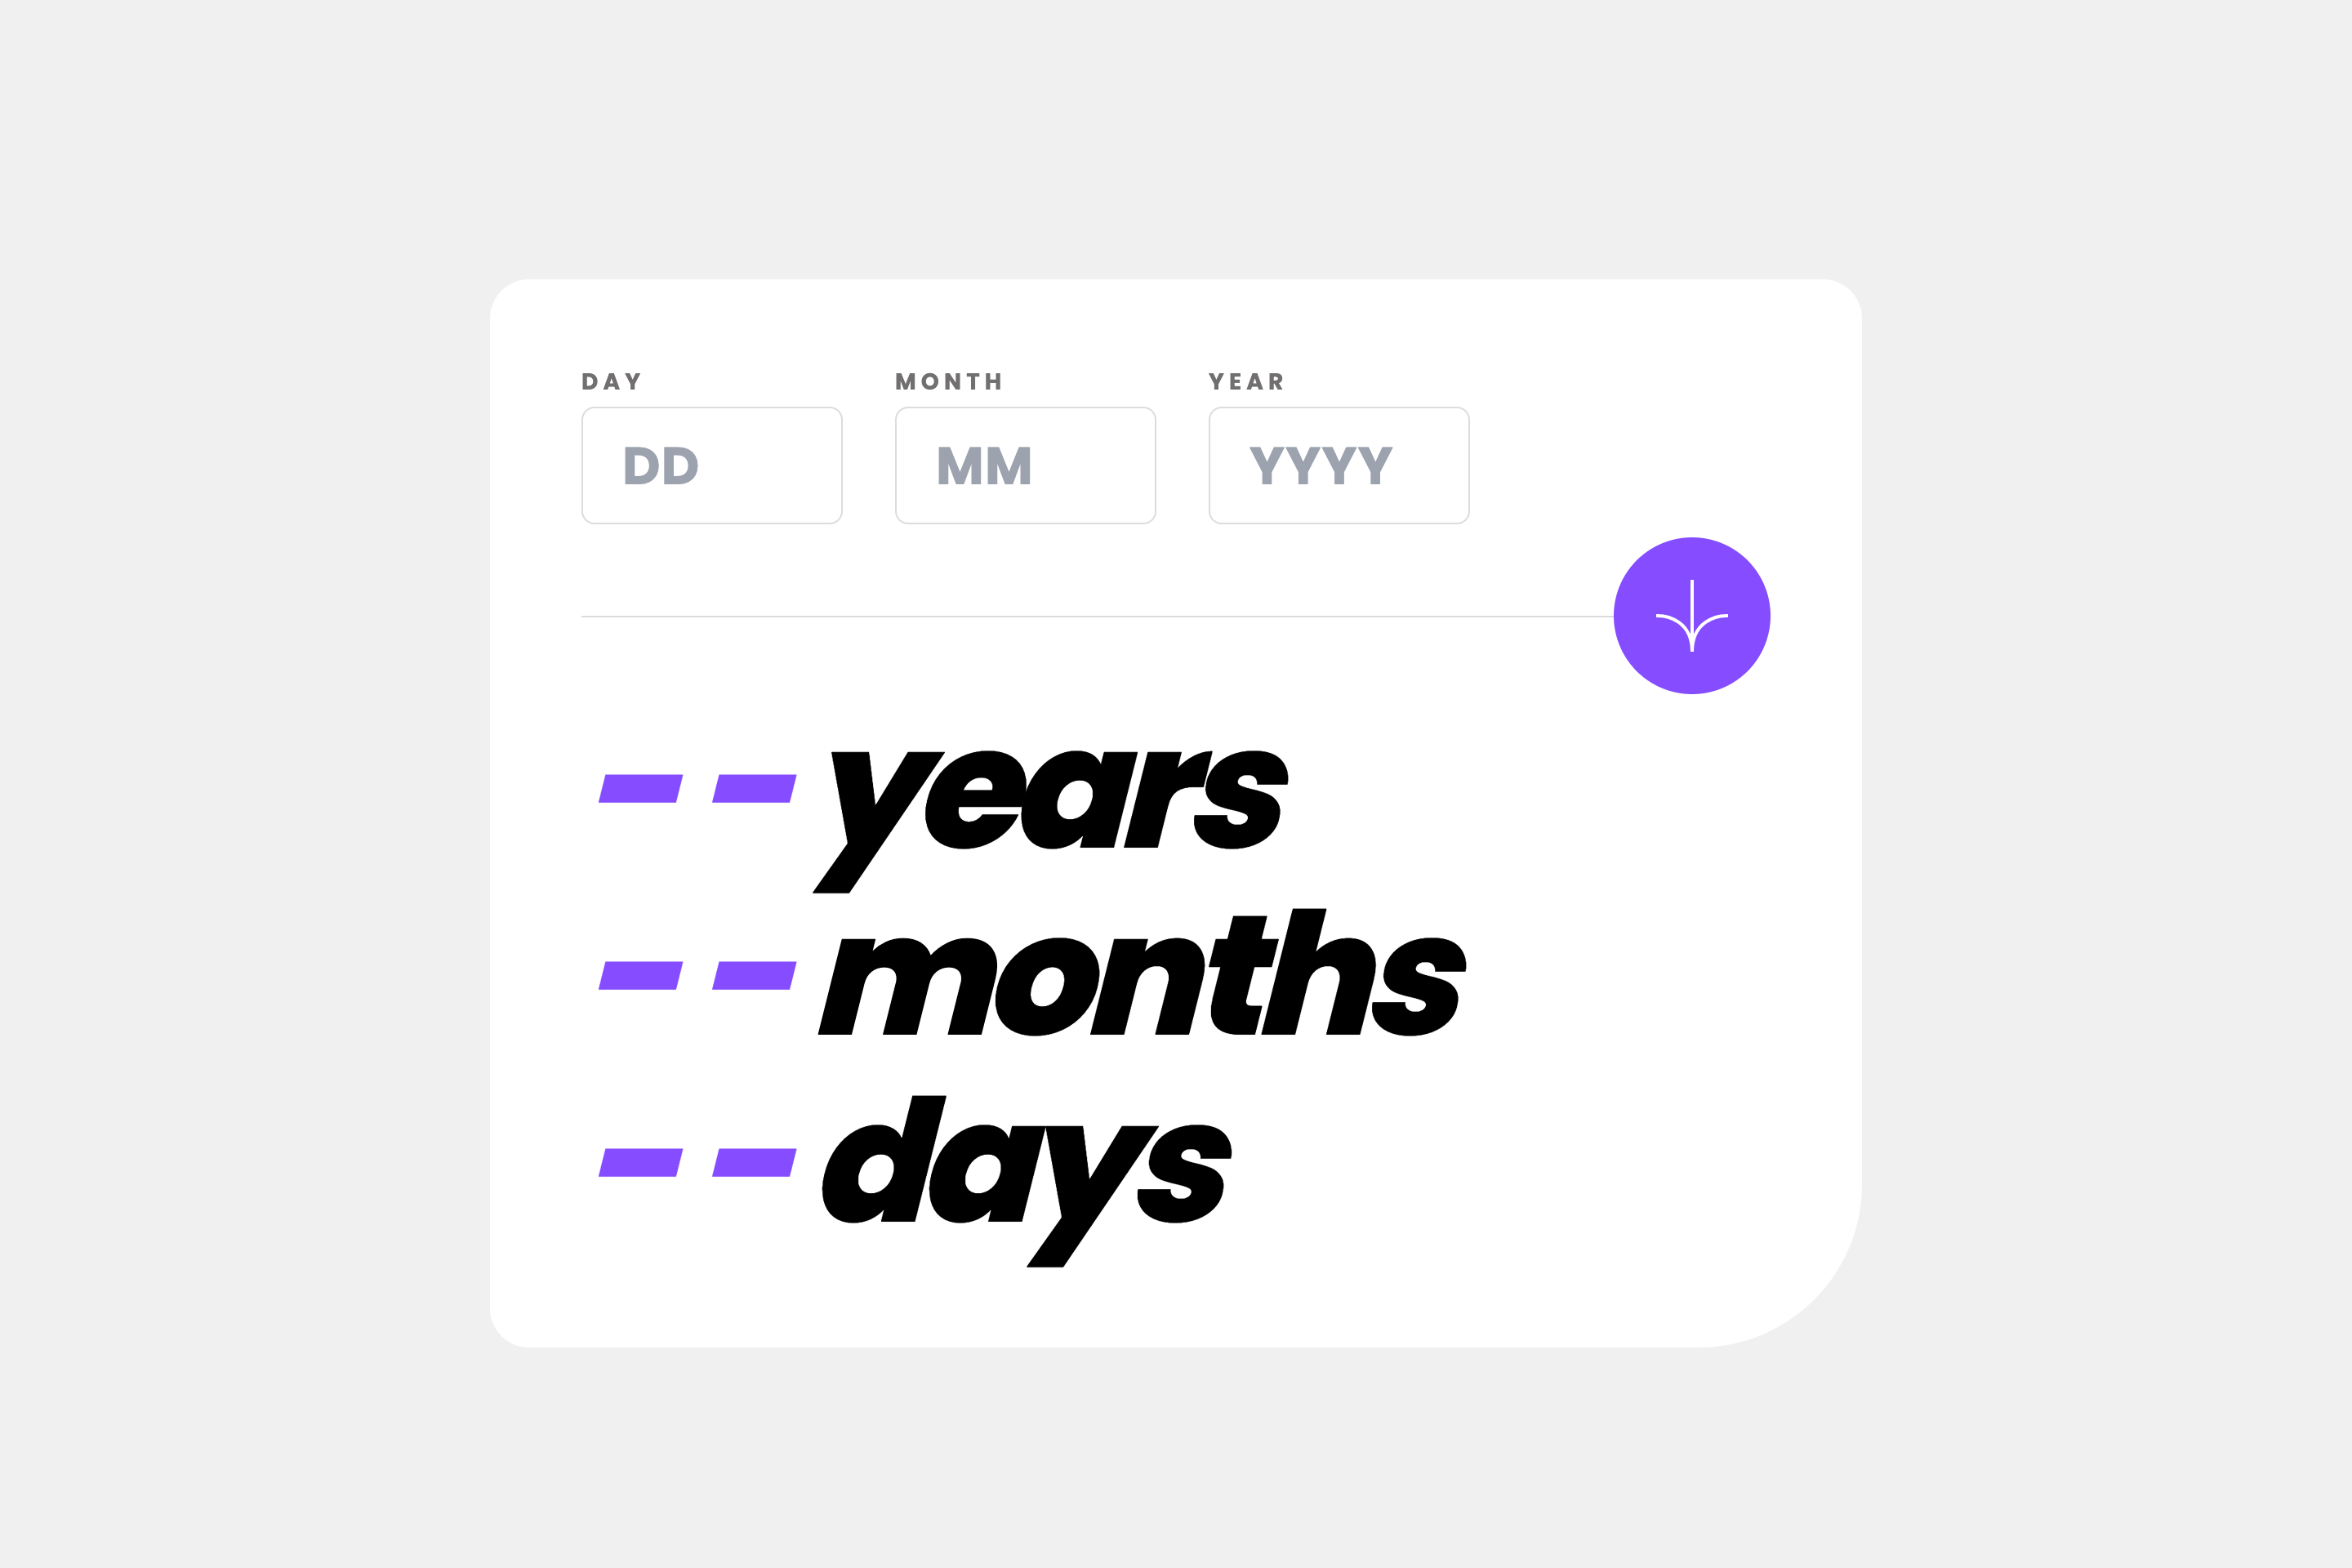 DAY MONTH YEAR
DD MM YYYY
-- years
-- months
-- days